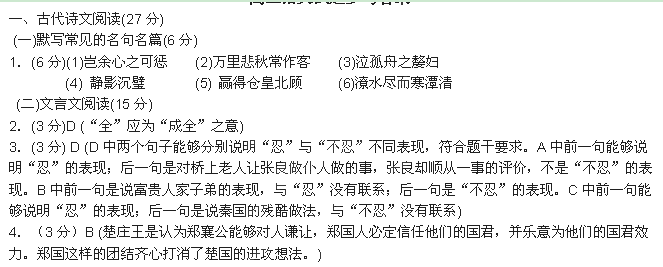 一、古代诗文阅读(27 分)
(一)默写常见的名句名篇(6分)
1. (6 分)(1)岂余心之可惩 (2)万里悲秋常作客 (3)泣孤舟之嫠妇
(4) 静影沉璧 (5) 赢得仓皇北顾 (6)潦水尽而寒潭清
(二)文言文阅读(15 分)
2. (3 分)D (“全”应为“成全”之意)
3. (3分) D (D 中两个句子能够分别说明“忍”与“不忍”不同表现，符合题干要求。A 中前一句能够说
明“忍”的表现；后一句是对桥上老人让张良做仆人做的事，张良却顺从一事的评价，不是“不忍”的表
现。B 中前一句是说富贵人家子弟的表现，与“忍”没有联系；后一句是“不忍”的表现。C 中前一句能
够说明“忍”的表现；后一句是说秦国的残酷做法，与“不忍”没有联系)
4. （3 分）B (楚庄王是认为郑襄公能够对人谦让，郑国人必定信任他们的国君，并乐意为他们的国君效
力。郑国这样的团结齐心打消了楚国的进攻想法。)